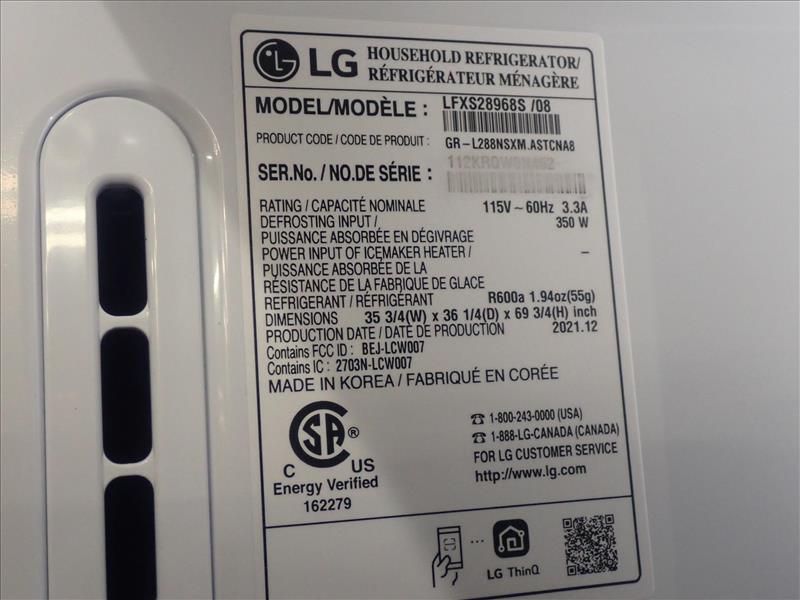 LG HOUSEHOLD REFRIGERATOR/
RÉFRIGÉRATEUR MÉNAGÈRE
MODEL/MODÈLE : LFXS28968S /08
PRODUCT CODE / CODE DE PRODUIT : GR-L288NSXM.ASTCNA8
SER.No. / NO.DE SÉRIE :
RATING / CAPACITÉ NOMINALE 115V ~ 60Hz 3.3A
DEFROSTING INPUT / 350 W
PUISSANCE ABSORBÉE EN DÉGIVRAGE
POWER INPUT OF ICEMAKER HEATER / –
PUISSANCE ABSORBÉE DE LA
RÉSISTANCE DE LA FABRIQUE DE GLACE
REFRIGERANT / RÉFRIGÉRANT R600a 1.94oz(55g)
DIMENSIONS 35 3/4(W) x 36 1/4(D) x 69 3/4(H) inch
PRODUCTION DATE / DATE DE PRODUCTION 2021.12
Contains FCC ID : BEJ-LCW007
Contains IC : 2703N-LCW007
MADE IN KOREA / FABRIQUÉ EN CORÉE
SA ®
C US
Energy Verified
162279
☎ 1-800-243-0000 (USA)
☎ 1-888-LG-CANADA (CANADA)
FOR LG CUSTOMER SERVICE
http://www.lg.com
LG ThinQ